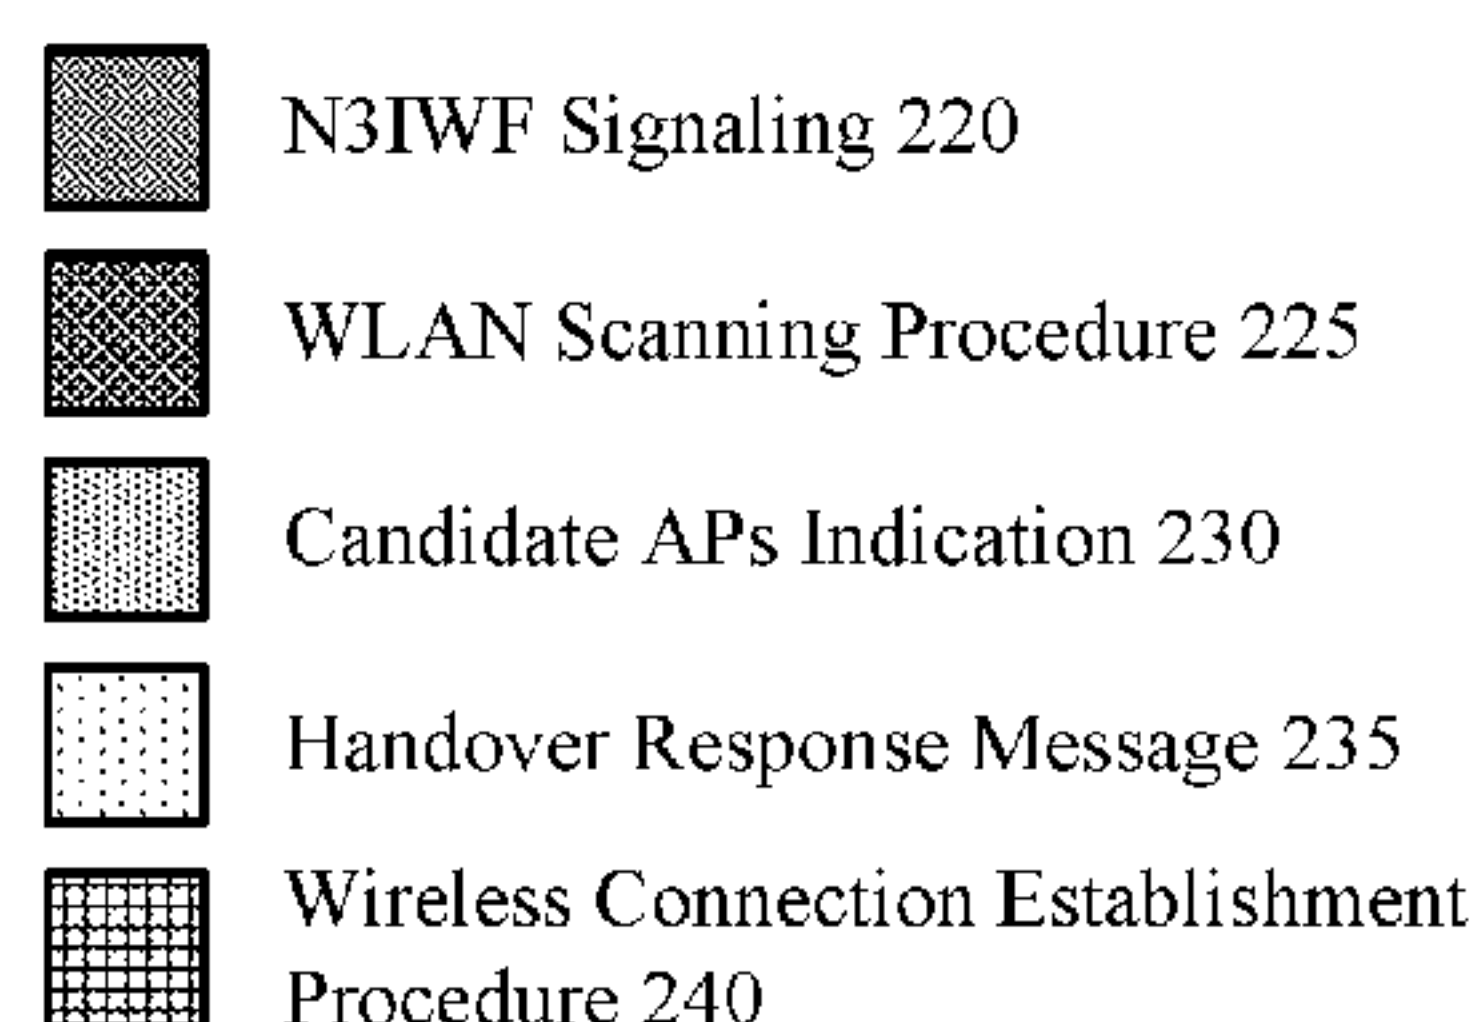 N3IWF Signaling 220
WLAN Scanning Procedure 225
Candidate APs Indication 230
Handover Response Message 235
Wireless Connection Establishment
Procedure 240